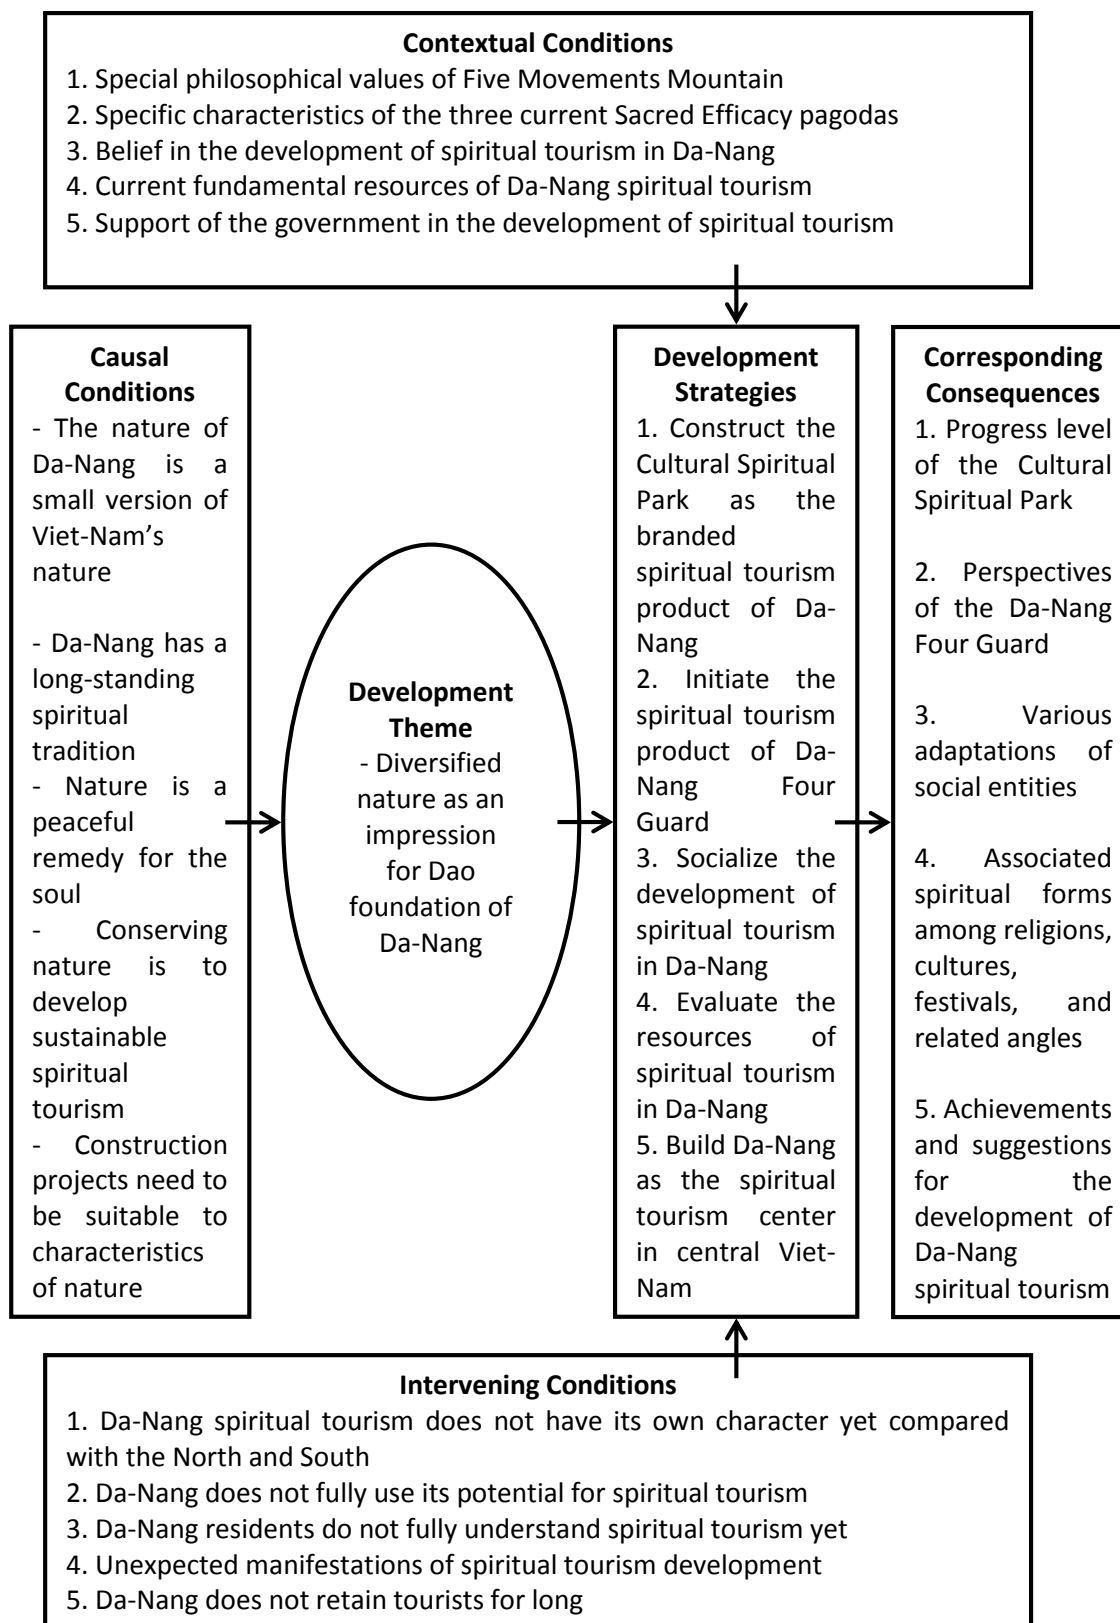 Contextual Conditions
1. Special philosophical values of Five Movements Mountain
2. Specific characteristics of the three current Sacred Efficacy pagodas
3. Belief in the development of spiritual tourism in Da-Nang
4. Current fundamental resources of Da-Nang spiritual tourism
5. Support of the government in the development of spiritual tourism
Causal
Conditions
- The nature of
Da-Nang is a
small version of
Viet-Nam’s
nature
- Da-Nang has a
long-standing
spiritual
tradition
- Nature is a
peaceful
remedy for the
soul
- Conserving
nature is to
develop
sustainable
spiritual
tourism
- Construction
projects need to
be suitable to
characteristics
of nature
Development
Theme
- Diversified
nature as an
impression
for Dao
foundation of
Da-Nang
Development
Strategies
1. Construct the
Cultural Spiritual
Park as the
branded
spiritual tourism
product of Da-
Nang
2. Initiate the
spiritual tourism
product of Da-
Nang Four
Guard
3. Socialize the
development of
spiritual tourism
in Da-Nang
4. Evaluate the
resources of
spiritual tourism
in Da-Nang
5. Build Da-Nang
as the spiritual
tourism center
in central Viet-
Nam
Corresponding
Consequences
1. Progress level
of the Cultural
Spiritual Park
2. Perspectives
of the Da-Nang
Four Guard
3. Various
adaptations of
social entities
4. Associated
spiritual forms
among religions,
cultures,
festivals, and
related angles
5. Achievements
and suggestions
for the
development of
Da-Nang
spiritual tourism
Intervening Conditions
1. Da-Nang spiritual tourism does not have its own character yet compared
with the North and South
2. Da-Nang does not fully use its potential for spiritual tourism
3. Da-Nang residents do not fully understand spiritual tourism yet
4. Unexpected manifestations of spiritual tourism development
5. Da-Nang does not retain tourists for long